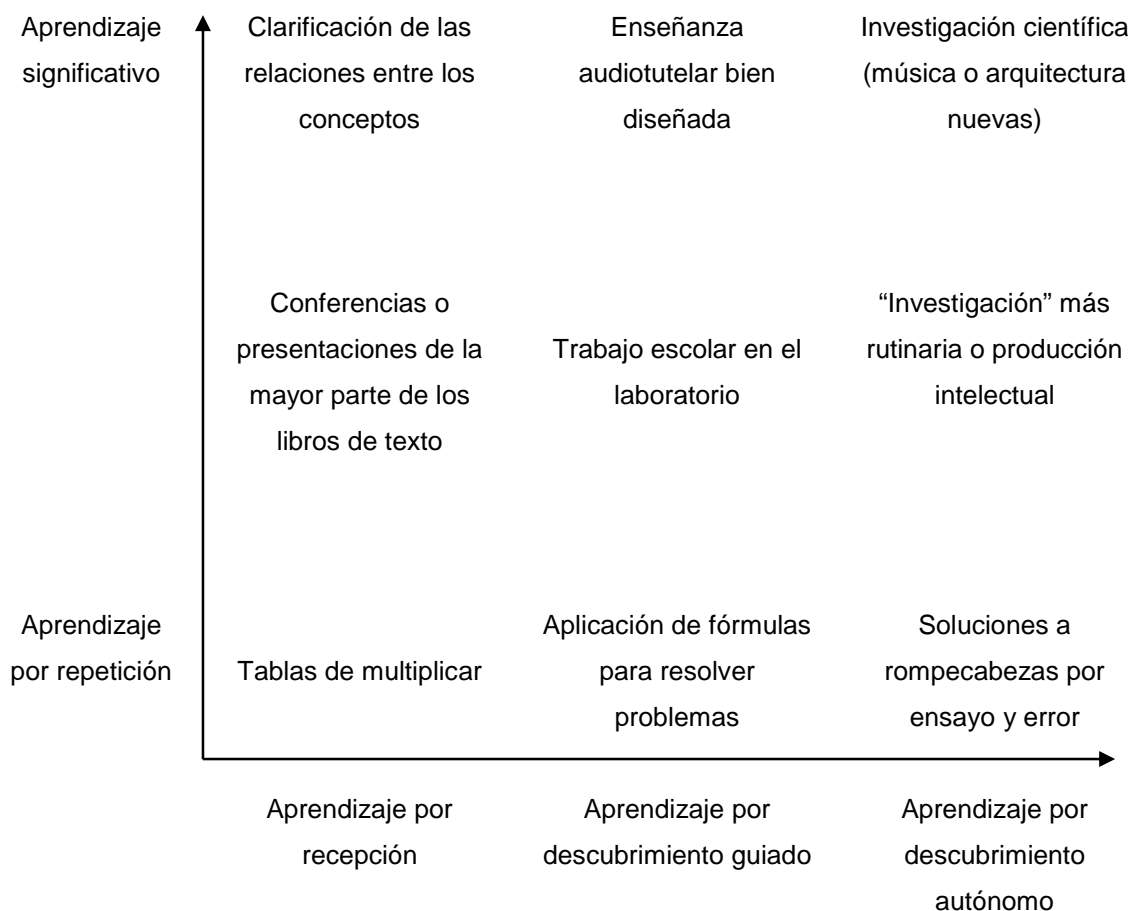 Aprendizaje
significativo
Clarificación de las
relaciones entre los
conceptos
Enseñanza
audiotutelar bien
diseñada
Investigación científica
(música o arquitectura
nuevas)
Conferencias o
presentaciones de la
mayor parte de los
libros de texto
Trabajo escolar en el
laboratorio
“Investigación” más
rutinaria o producción
intelectual
Aprendizaje
por repetición
Tablas de multiplicar
Aplicación de fórmulas
para resolver
problemas
Soluciones a
rompecabezas por
ensayo y error
Aprendizaje por
recepción
Aprendizaje por
descubrimiento guiado
Aprendizaje por
descubrimiento
autónomo